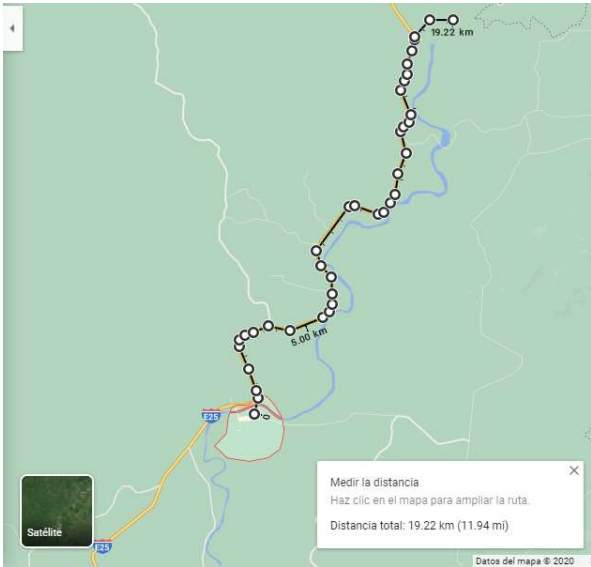 19.22 km
5.00 km
0
E25
E25
Satélite
Medir la distancia
Haz clic en el mapa para ampliar la ruta.
Distancia total: 19.22 km (11.94 mi)
Datos del mapa © 2020